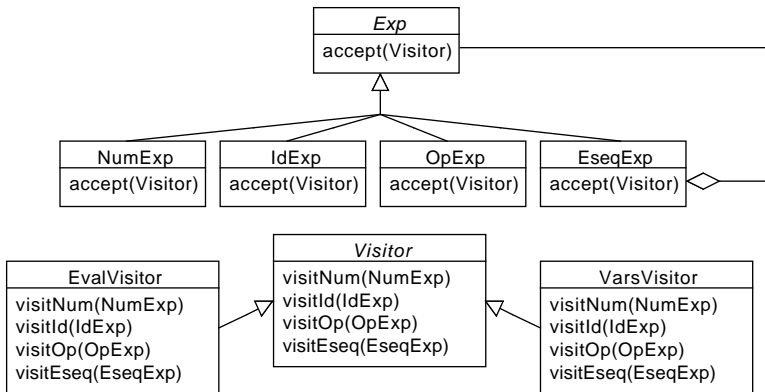 Exp
accept(Visitor)
NumExp
accept(Visitor)
IdExp
accept(Visitor)
OpExp
accept(Visitor)
EseqExp
accept(Visitor)
EvalVisitor
visitNum(NumExp)
visitId(IdExp)
visitOp(OpExp)
visitEseq(EseqExp)
Visitor
visitNum(NumExp)
visitId(IdExp)
visitOp(OpExp)
visitEseq(EseqExp)
VarsVisitor
visitNum(NumExp)
visitId(IdExp)
visitOp(OpExp)
visitEseq(EseqExp)